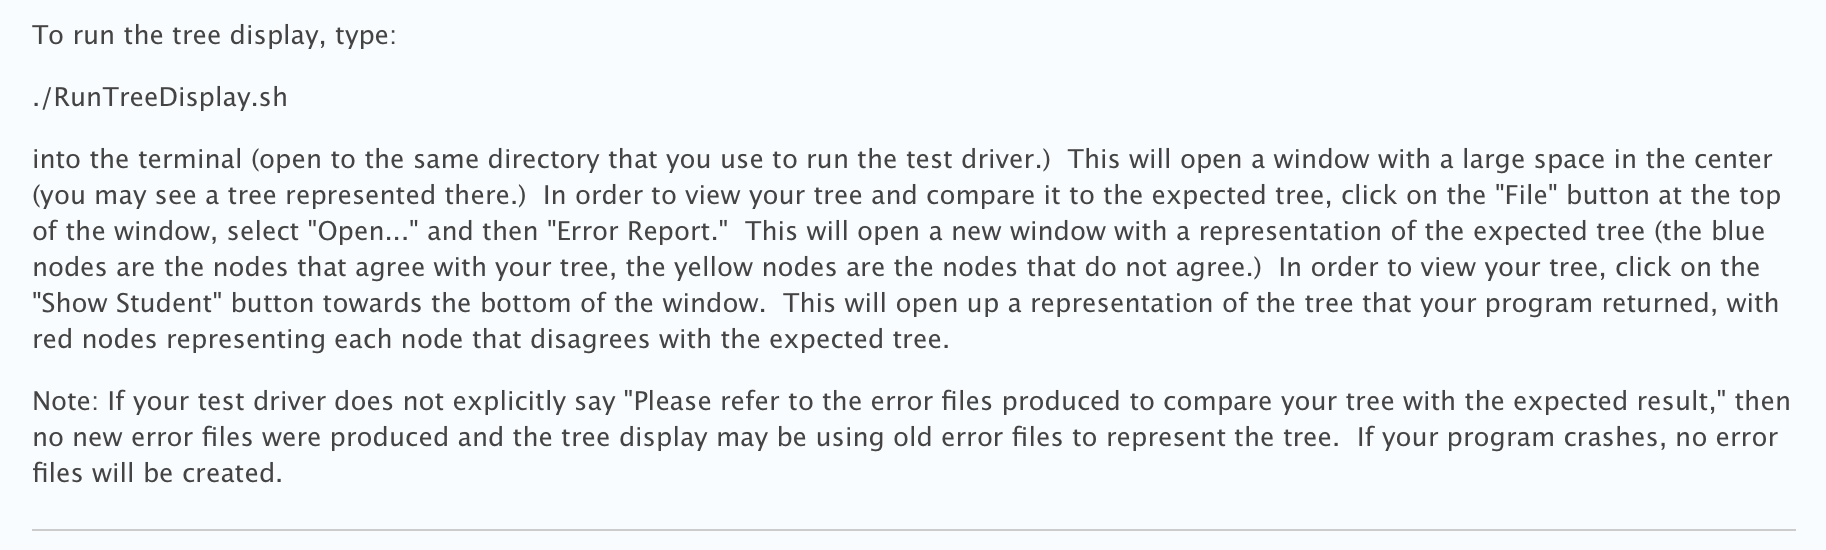 To run the tree display, type:
./RunTreeDisplay.sh
into the terminal (open to the same directory that you use to run the test driver.)  This will open a window with a large space in the center
(you may see a tree represented there.)  In order to view your tree and compare it to the expected tree, click on the "File" button at the top
of the window, select "Open..." and then "Error Report."  This will open a new window with a representation of the expected tree (the blue
nodes are the nodes that agree with your tree, the yellow nodes are the nodes that do not agree.)  In order to view your tree, click on the
"Show Student" button towards the bottom of the window.  This will open up a representation of the tree that your program returned, with
red nodes representing each node that disagrees with the expected tree.
Note: If your test driver does not explicitly say "Please refer to the error files produced to compare your tree with the expected result," then
no new error files were produced and the tree display may be using old error files to represent the tree.  If your program crashes, no error
files will be created.